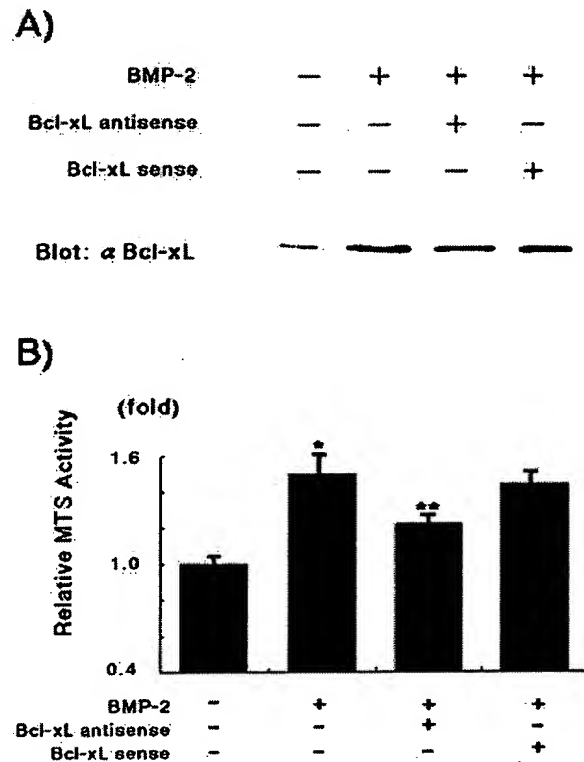 A)
BMP-2 − + + +
Bcl-xL antisense − − + −
Bcl-xL sense − − − +
Blot: α Bcl-xL
B)
(fold)
Relative MTS Activity
1.6
1.0
0.4
*
**
BMP-2 - + + +
Bcl-xL antisense - - + -
Bcl-xL sense - - - +